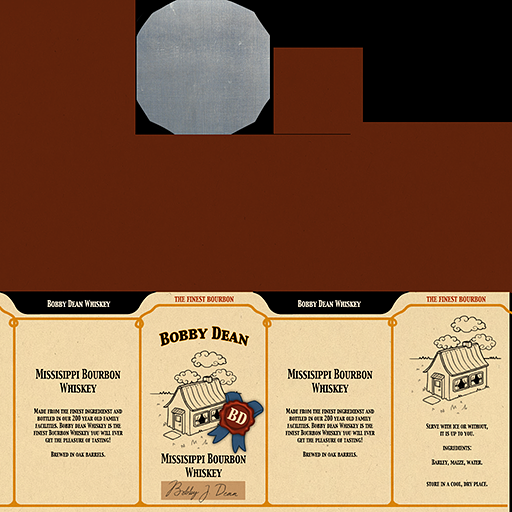 BOBBY DEAN WHISKEY
MISSISIPPI BOURBON
WHISKEY
MADE FROM THE FINEST INGREDIENT AND
BOTTLED IN OUR 200 YEAR OLD FAMILY
FACILITIES. BOBBY DEAN WHISKEY IS THE
FINEST BOURBON WHISKEY YOU WILL EVER
GET THE PLEASURE OF TASTING!
BREWED IN OAK BARRELS.
THE FINEST BOURBON
BOBBY DEAN
BD
MISSISIPPI BOURBON
WHISKEY
Bobby J Dean
BOBBY DEAN WHISKEY
MISSISIPPI BOURBON
WHISKEY
MADE FROM THE FINEST INGREDIENT AND
BOTTLED IN OUR 200 YEAR OLD FAMILY
FACILITIES. BOBBY DEAN WHISKEY IS THE
FINEST BOURBON WHISKEY YOU WILL EVER
GET THE PLEASURE OF TASTING!
BREWED IN OAK BARRELS.
THE FINEST BOURBON
SERVE WITH ICE OR WITHOUT,
IT IS UP TO YOU.
INGREDIENTS:
BARLEY, MAIZE, WATER.
STORE IN A COOL, DRY PLACE.